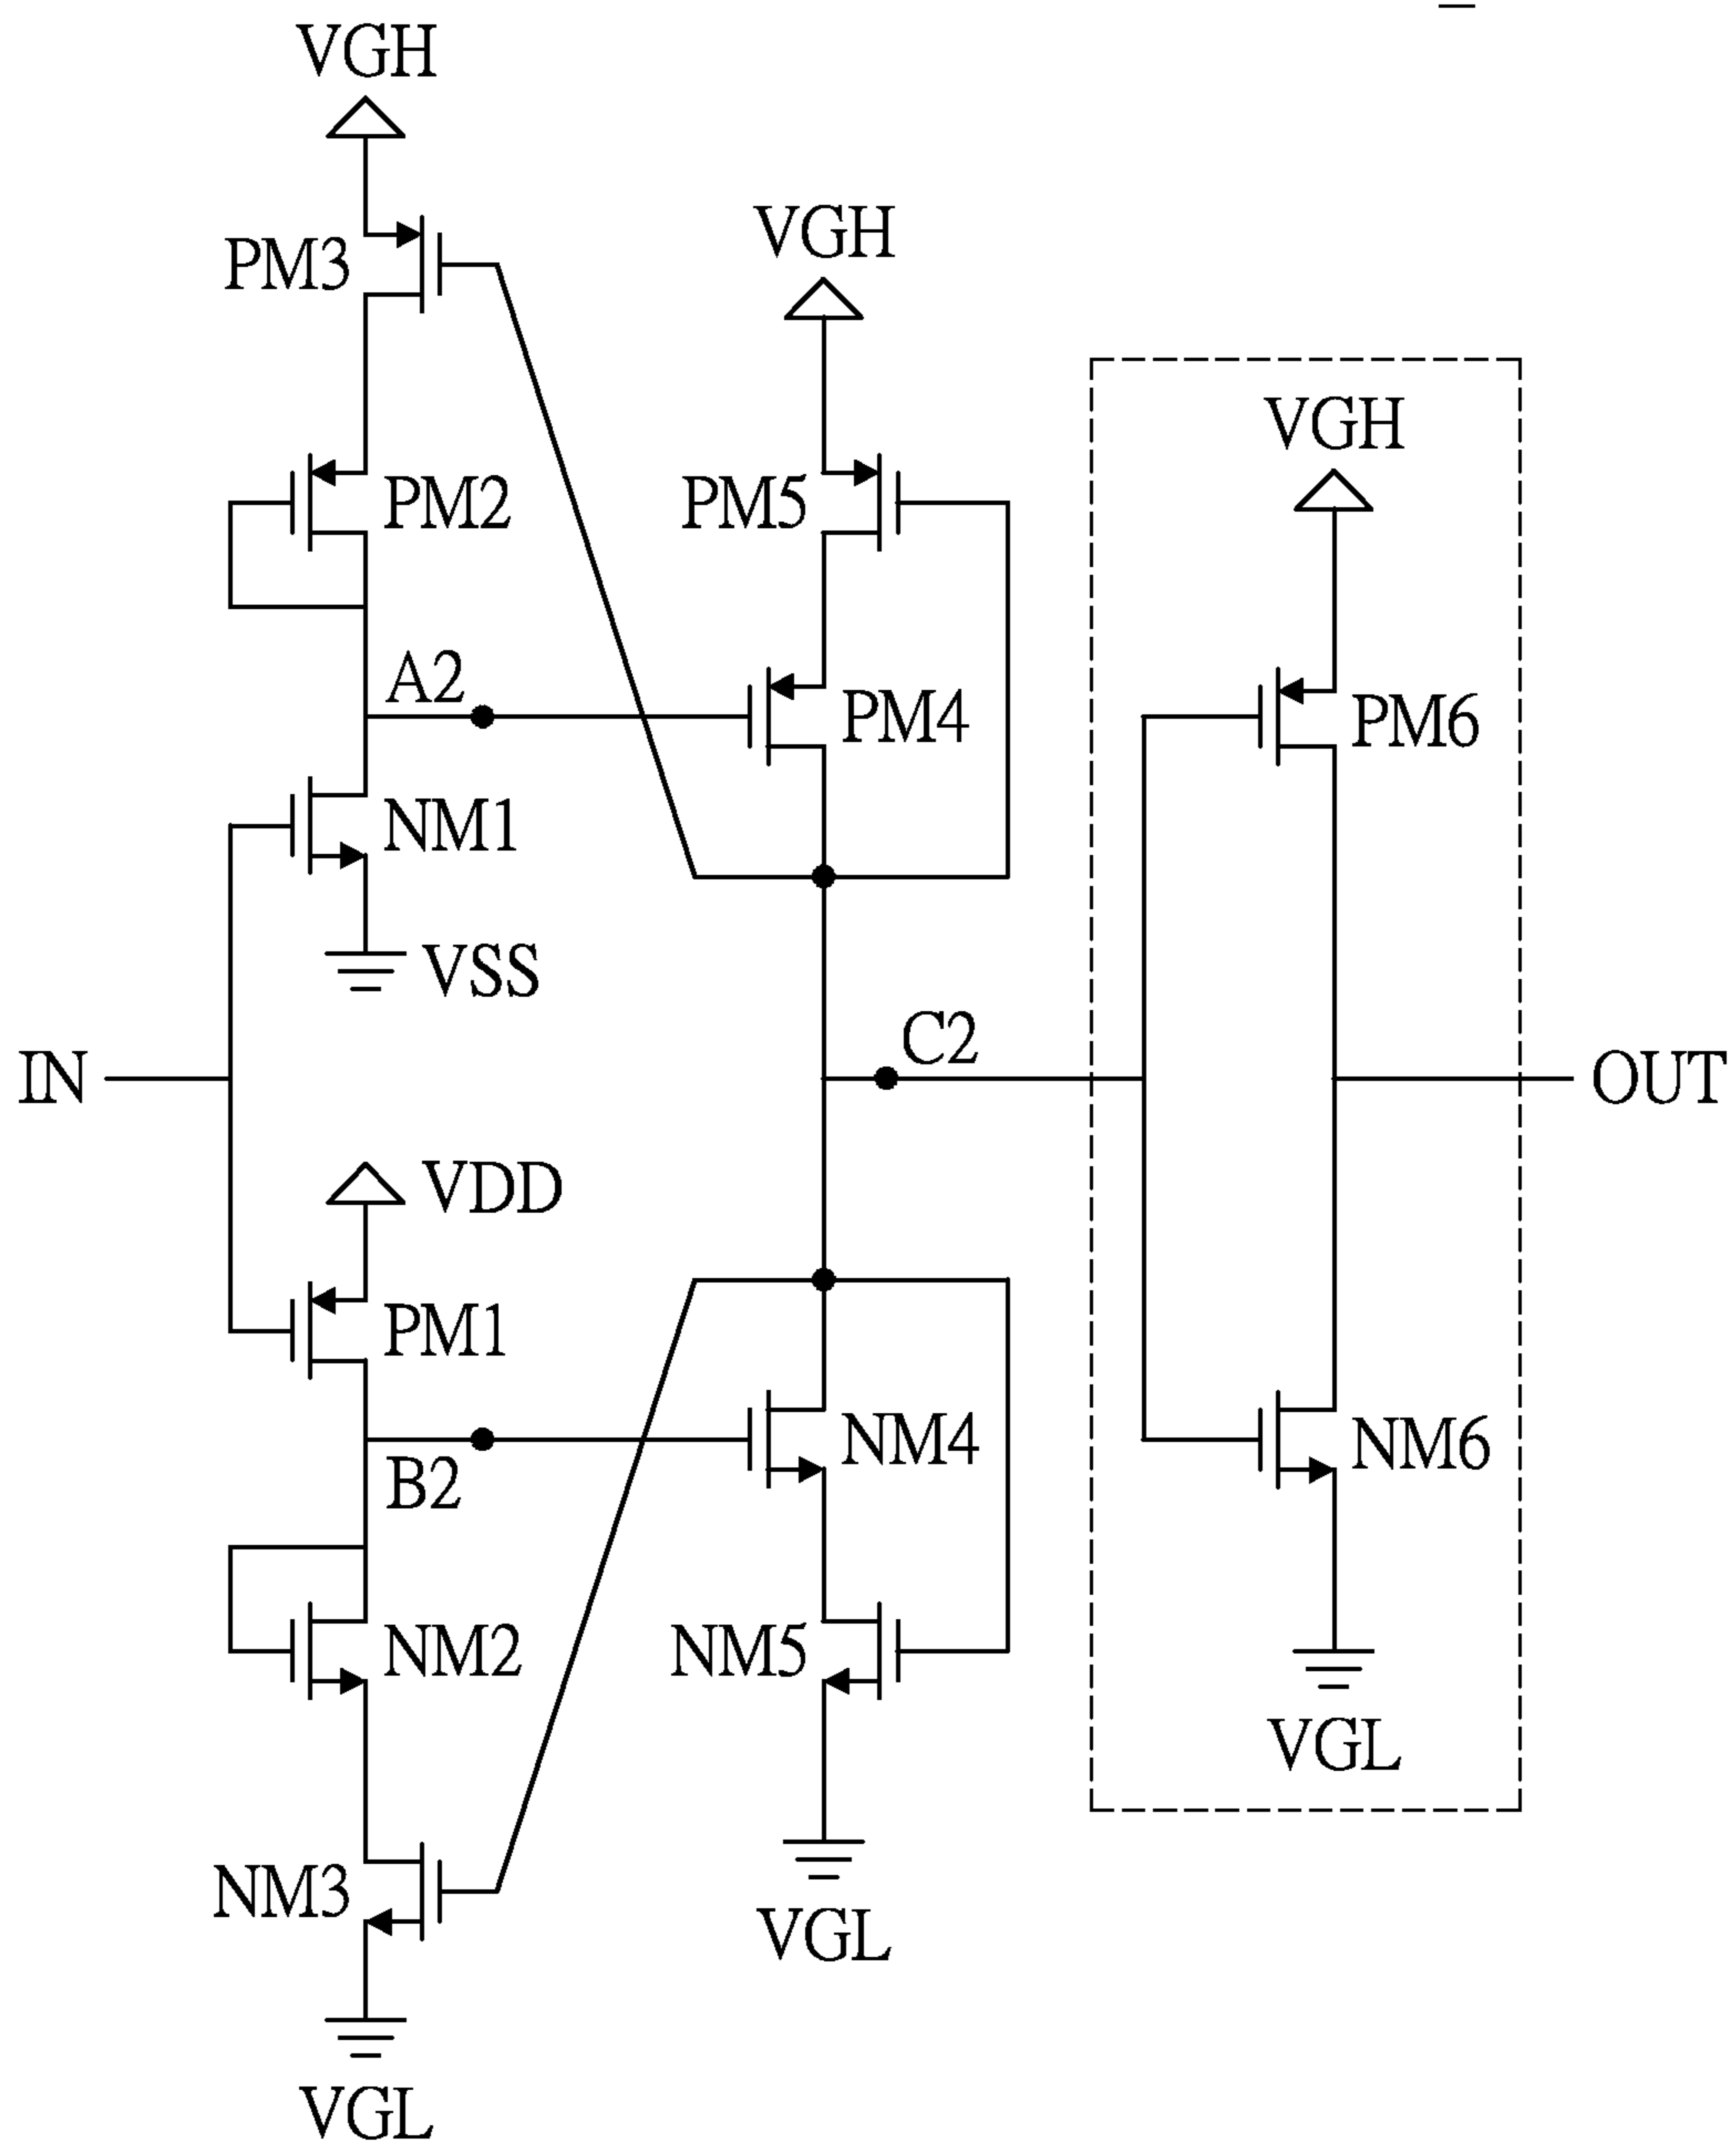 VGH
PM3
VGH
VGH
PM2
PM5
A2
PM4
PM6
NM1
VSS
C2
IN
OUT
VDD
PM1
NM4
B2
NM6
NM2
NM5
VGL
NM3
VGL
VGL